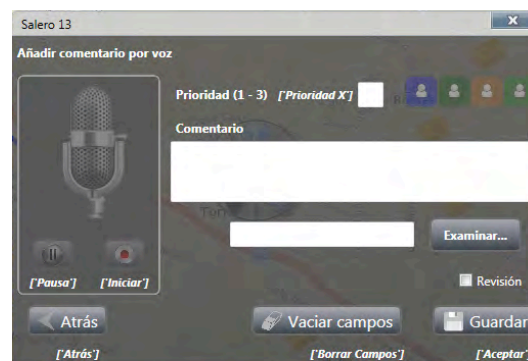 Salero 13
Añadir comentario por voz
Prioridad (1 - 3) ['Prioridad X']
Comentario
Examinar...
['Pausa'] ['Iniciar']
Revisión
Atrás
Vaciar campos
Guardar
['Atrás']
['Borrar Campos']
['Aceptar']